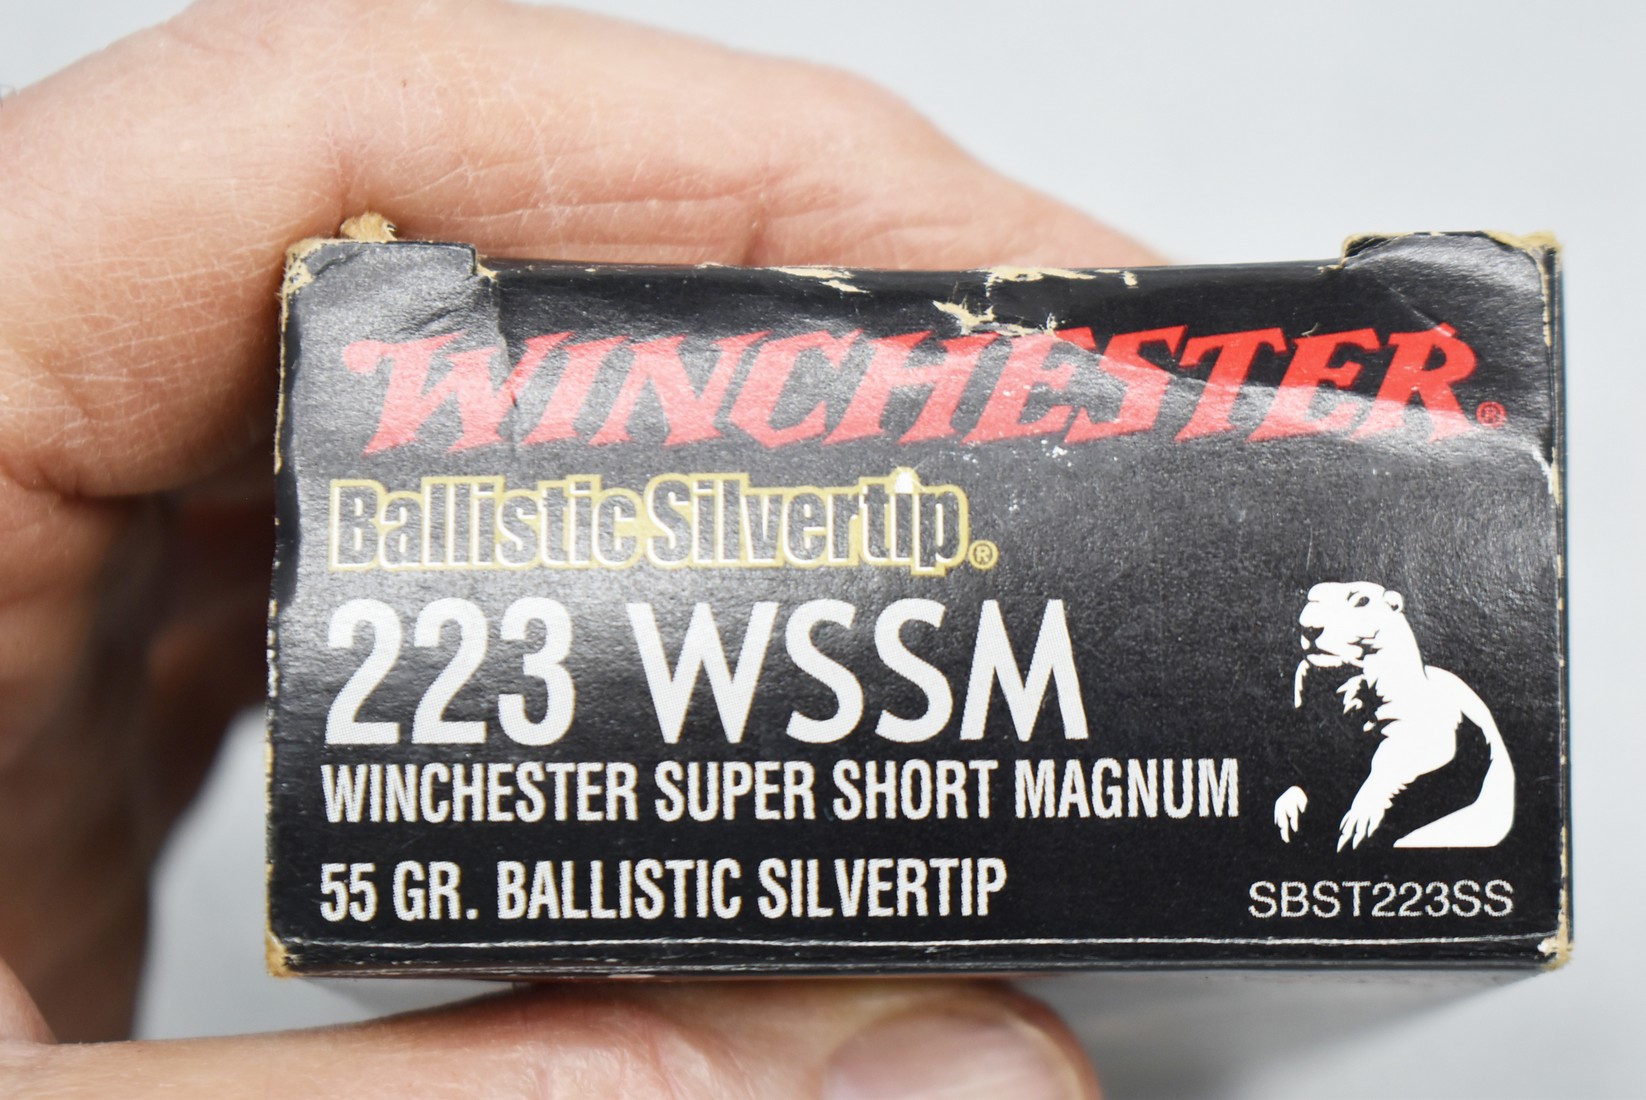 WINCHESTER®
Ballistic Silvertip®
223 WSSM
WINCHESTER SUPER SHORT MAGNUM
55 GR. BALLISTIC SILVERTIP
SBST223SS